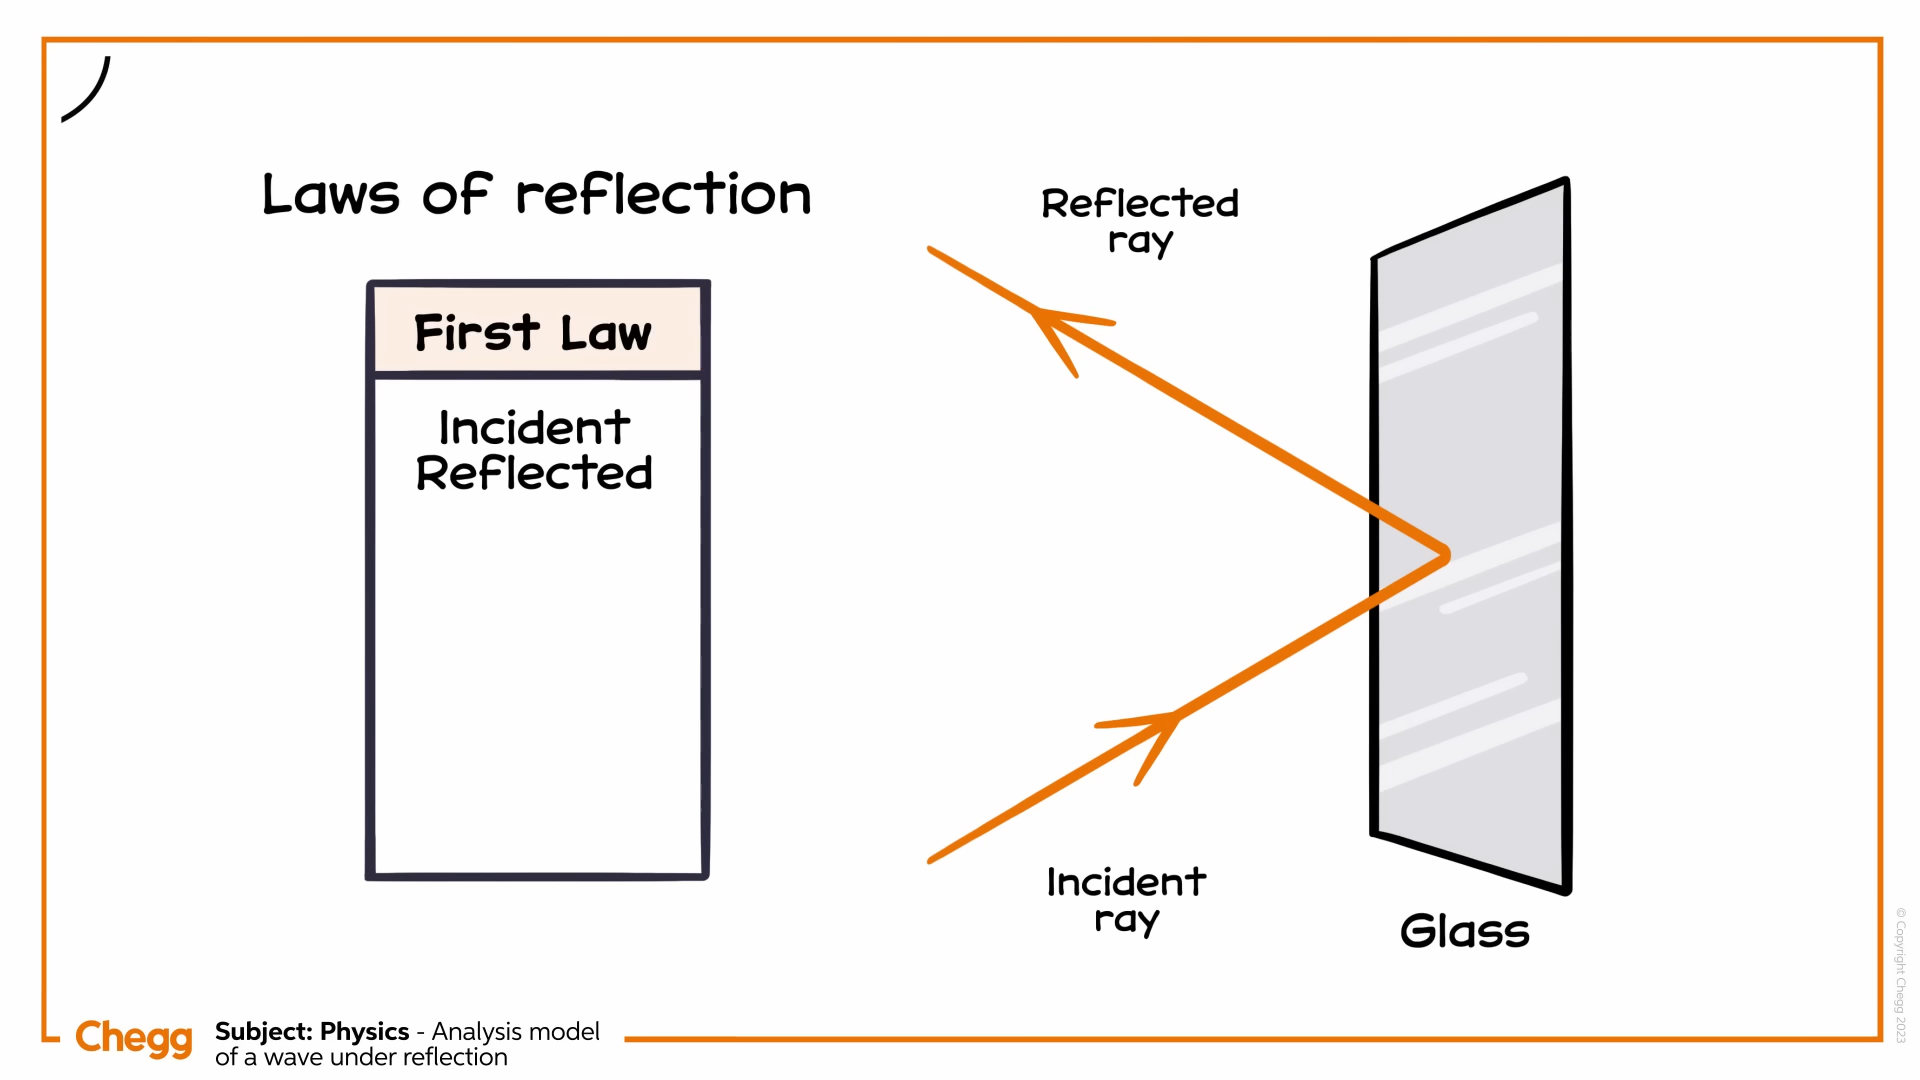 Laws of reflection
First Law
Incident
Reflected
Reflected
ray
Incident
ray
Glass
Chegg
Subject: Physics - Analysis model
of a wave under reflection
© Copyright Chegg 2023